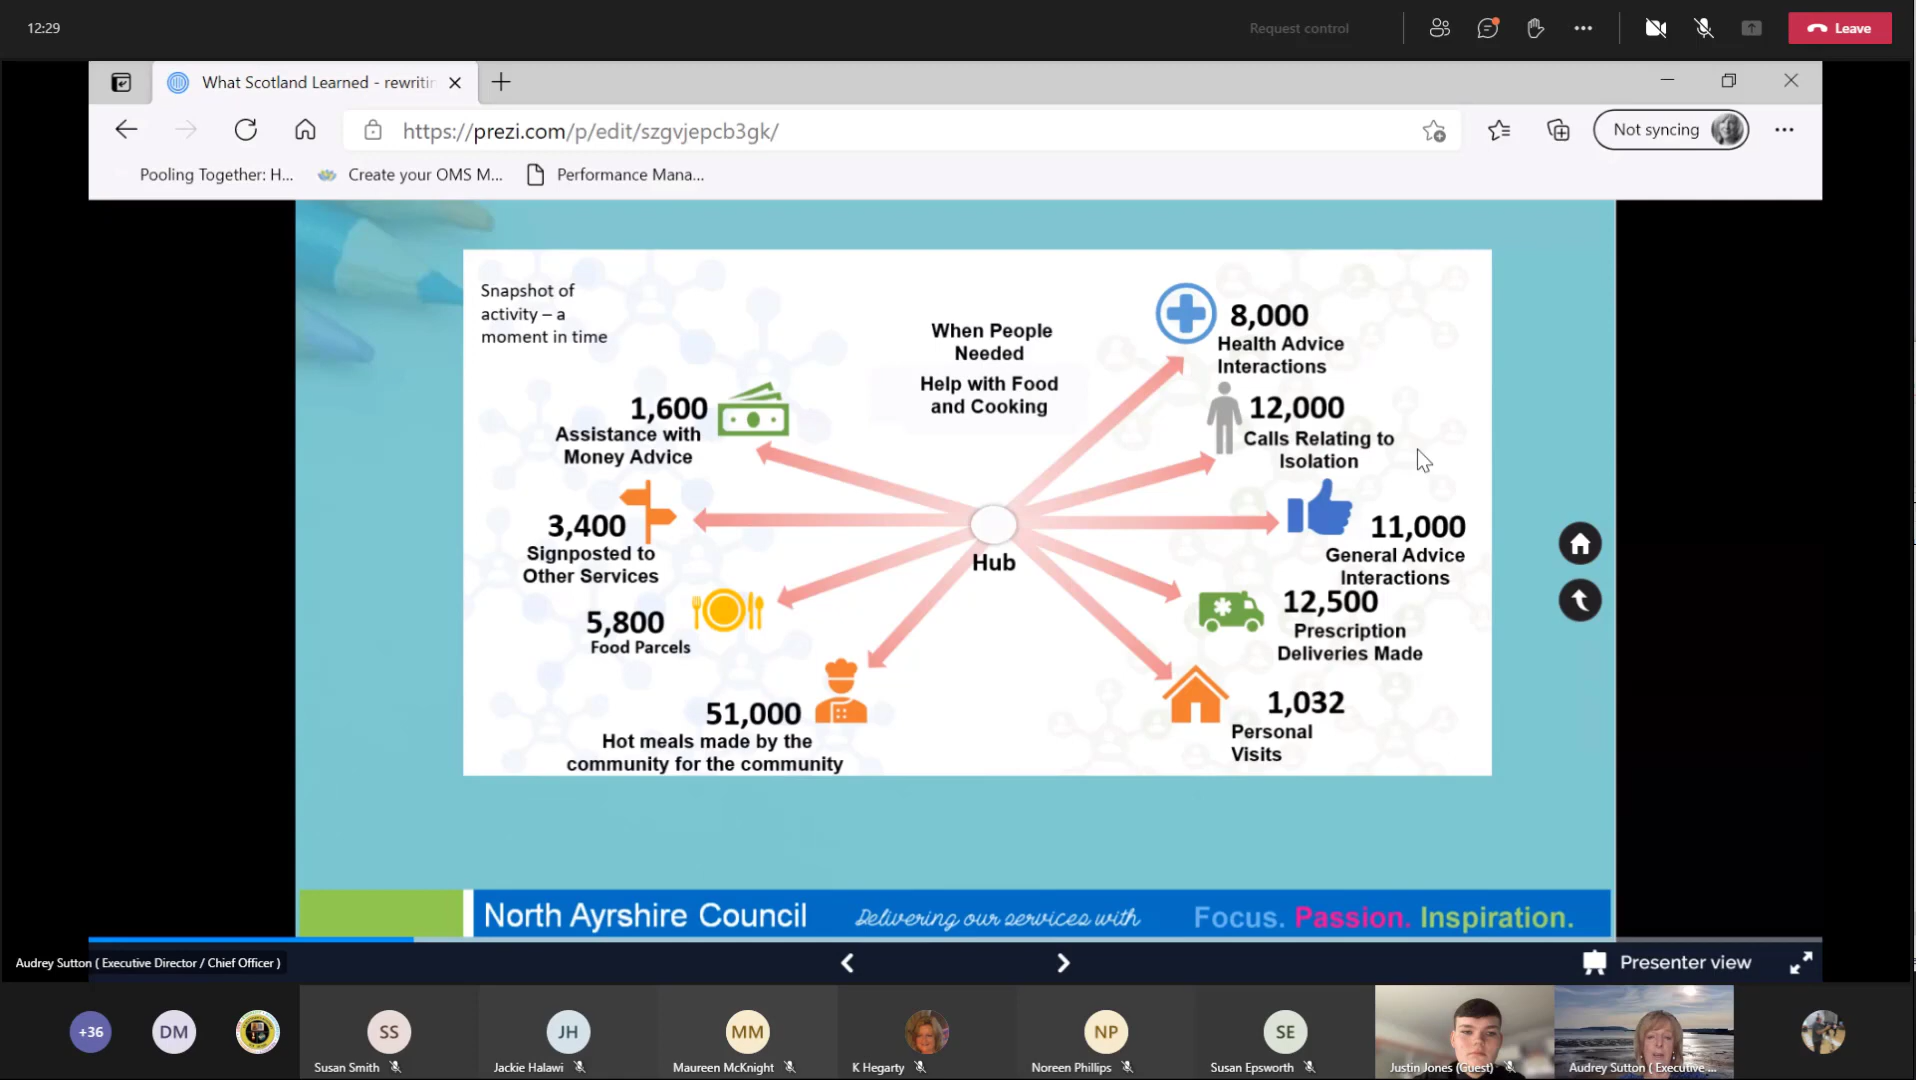 12:29
Request control
Leave
What Scotland Learned - rewritin
https://prezi.com/p/edit/szgvjepcb3gk/
Not syncing
Pooling Together: H...
Create your OMS M...
Performance Mana...
Snapshot of
activity – a
moment in time
When People
Needed
Help with Food
and Cooking
8,000
Health Advice
Interactions
1,600
Assistance with
Money Advice
12,000
Calls Relating to
Isolation
3,400
Signposted to
Other Services
Hub
11,000
General Advice
Interactions
5,800
Food Parcels
12,500
Prescription
Deliveries Made
51,000
Hot meals made by the
community for the community
1,032
Personal
Visits
North Ayrshire Council
Delivering our services with
Focus. Passion. Inspiration.
Audrey Sutton ( Executive Director / Chief Officer )
Presenter view
+36
DM
SS
JH
MM
NP
SE
Susan Smith
Jackie Halawi
Maureen McKnight
K Hegarty
Noreen Phillips
Susan Epsworth
Justin Jones (Guest)
Audrey Sutton ( Executive ...